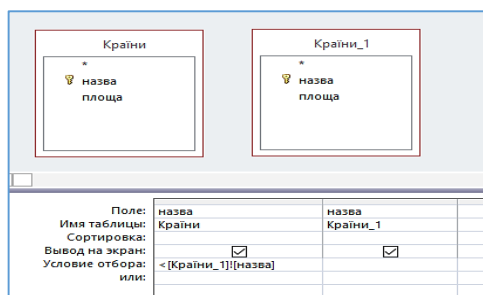 Країни
*
назва
площа
Країни_1
*
назва
площа
Поле: назва назва
Имя таблицы: Країни Країни_1
Сортировка:
Вывод на экран:
Условие отбора: <[Країни_1]![назва]
или: